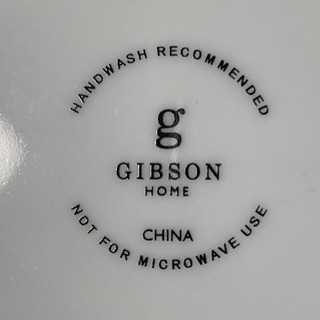 HANDWASH RECOMMENDED
g
GIBSON
HOME
CHINA
NOT FOR MICROWAVE USE